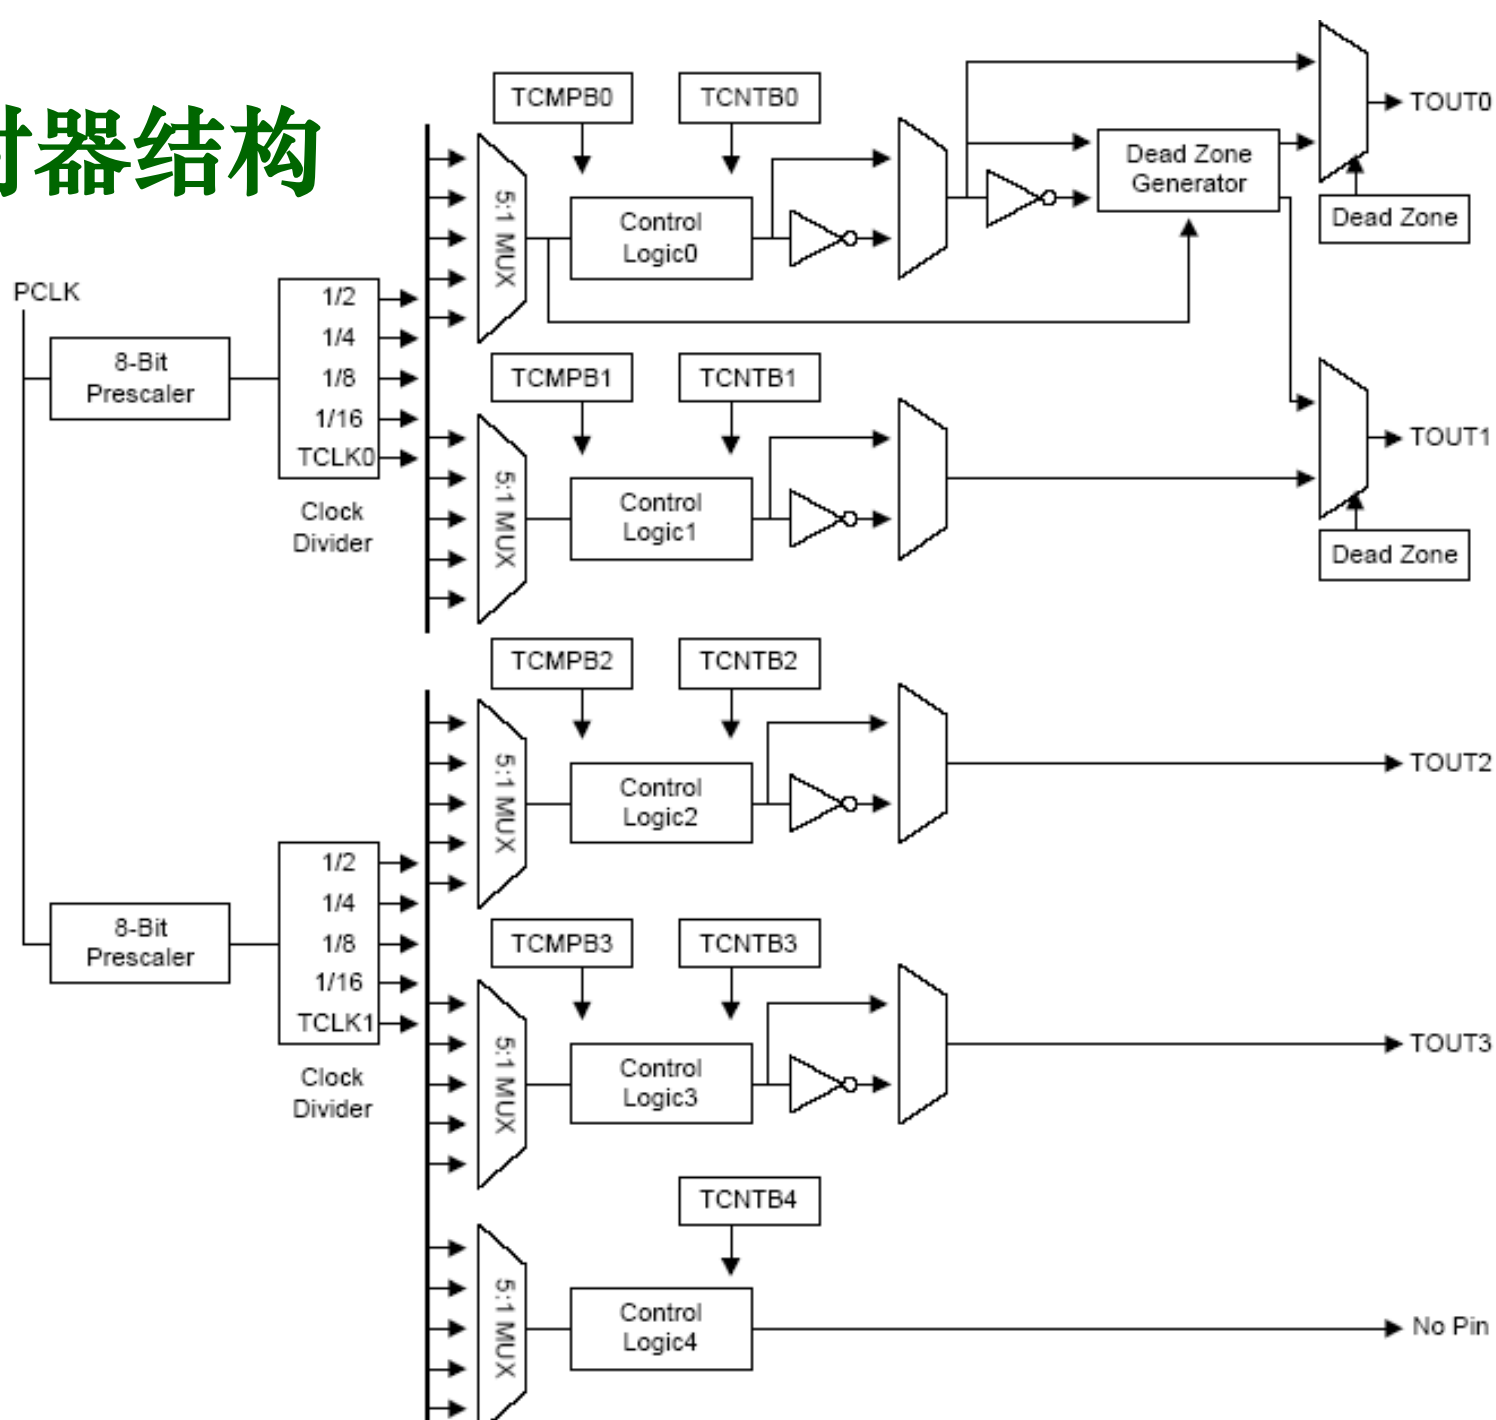 时器结构
TCMPB0
TCNTB0
TOUT0
Dead Zone
Generator
5:1 MUX
Control
Logic0
Dead Zone
PCLK
1/2
1/4
1/8
1/16
TCLK0
8-Bit
Prescaler
Clock
Divider
TCMPB1
TCNTB1
TOUT1
5:1 MUX
Control
Logic1
Dead Zone
TCMPB2
TCNTB2
5:1 MUX
Control
Logic2
TOUT2
1/2
1/4
1/8
1/16
TCLK1
8-Bit
Prescaler
Clock
Divider
TCMPB3
TCNTB3
5:1 MUX
Control
Logic3
TOUT3
TCNTB4
5:1 MUX
Control
Logic4
No Pin